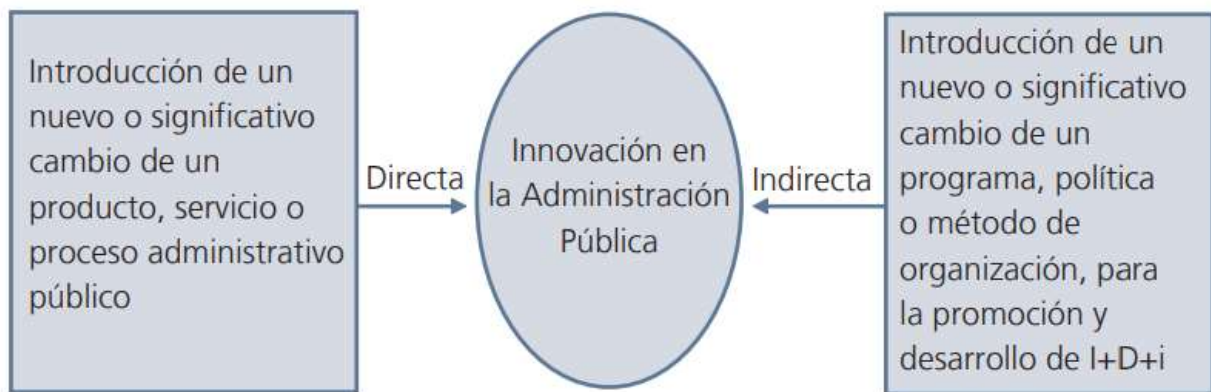 Introducción de un
nuevo o significativo
cambio de un
producto, servicio o
proceso administrativo
público
Directa
Innovación en
la Administración
Pública
Indirecta
Introducción de un
nuevo o significativo
cambio de un
programa, política
o método de
organización, para
la promoción y
desarrollo de I+D+i